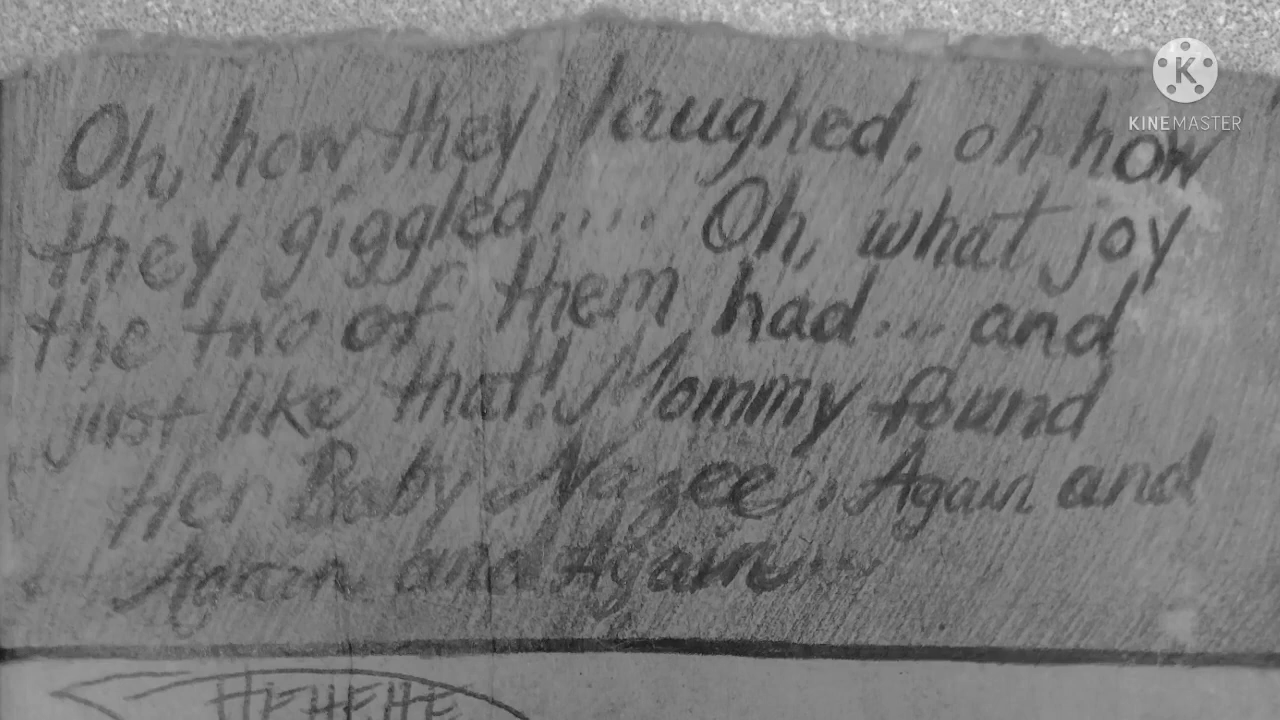 Oh, how they laughed, oh how
they giggled.... Oh, what joy
the two of them had... and
just like that! Mommy found
Her Baby Nazee. Again and
Again and Again....
HEHEHE
K
KINEMASTER